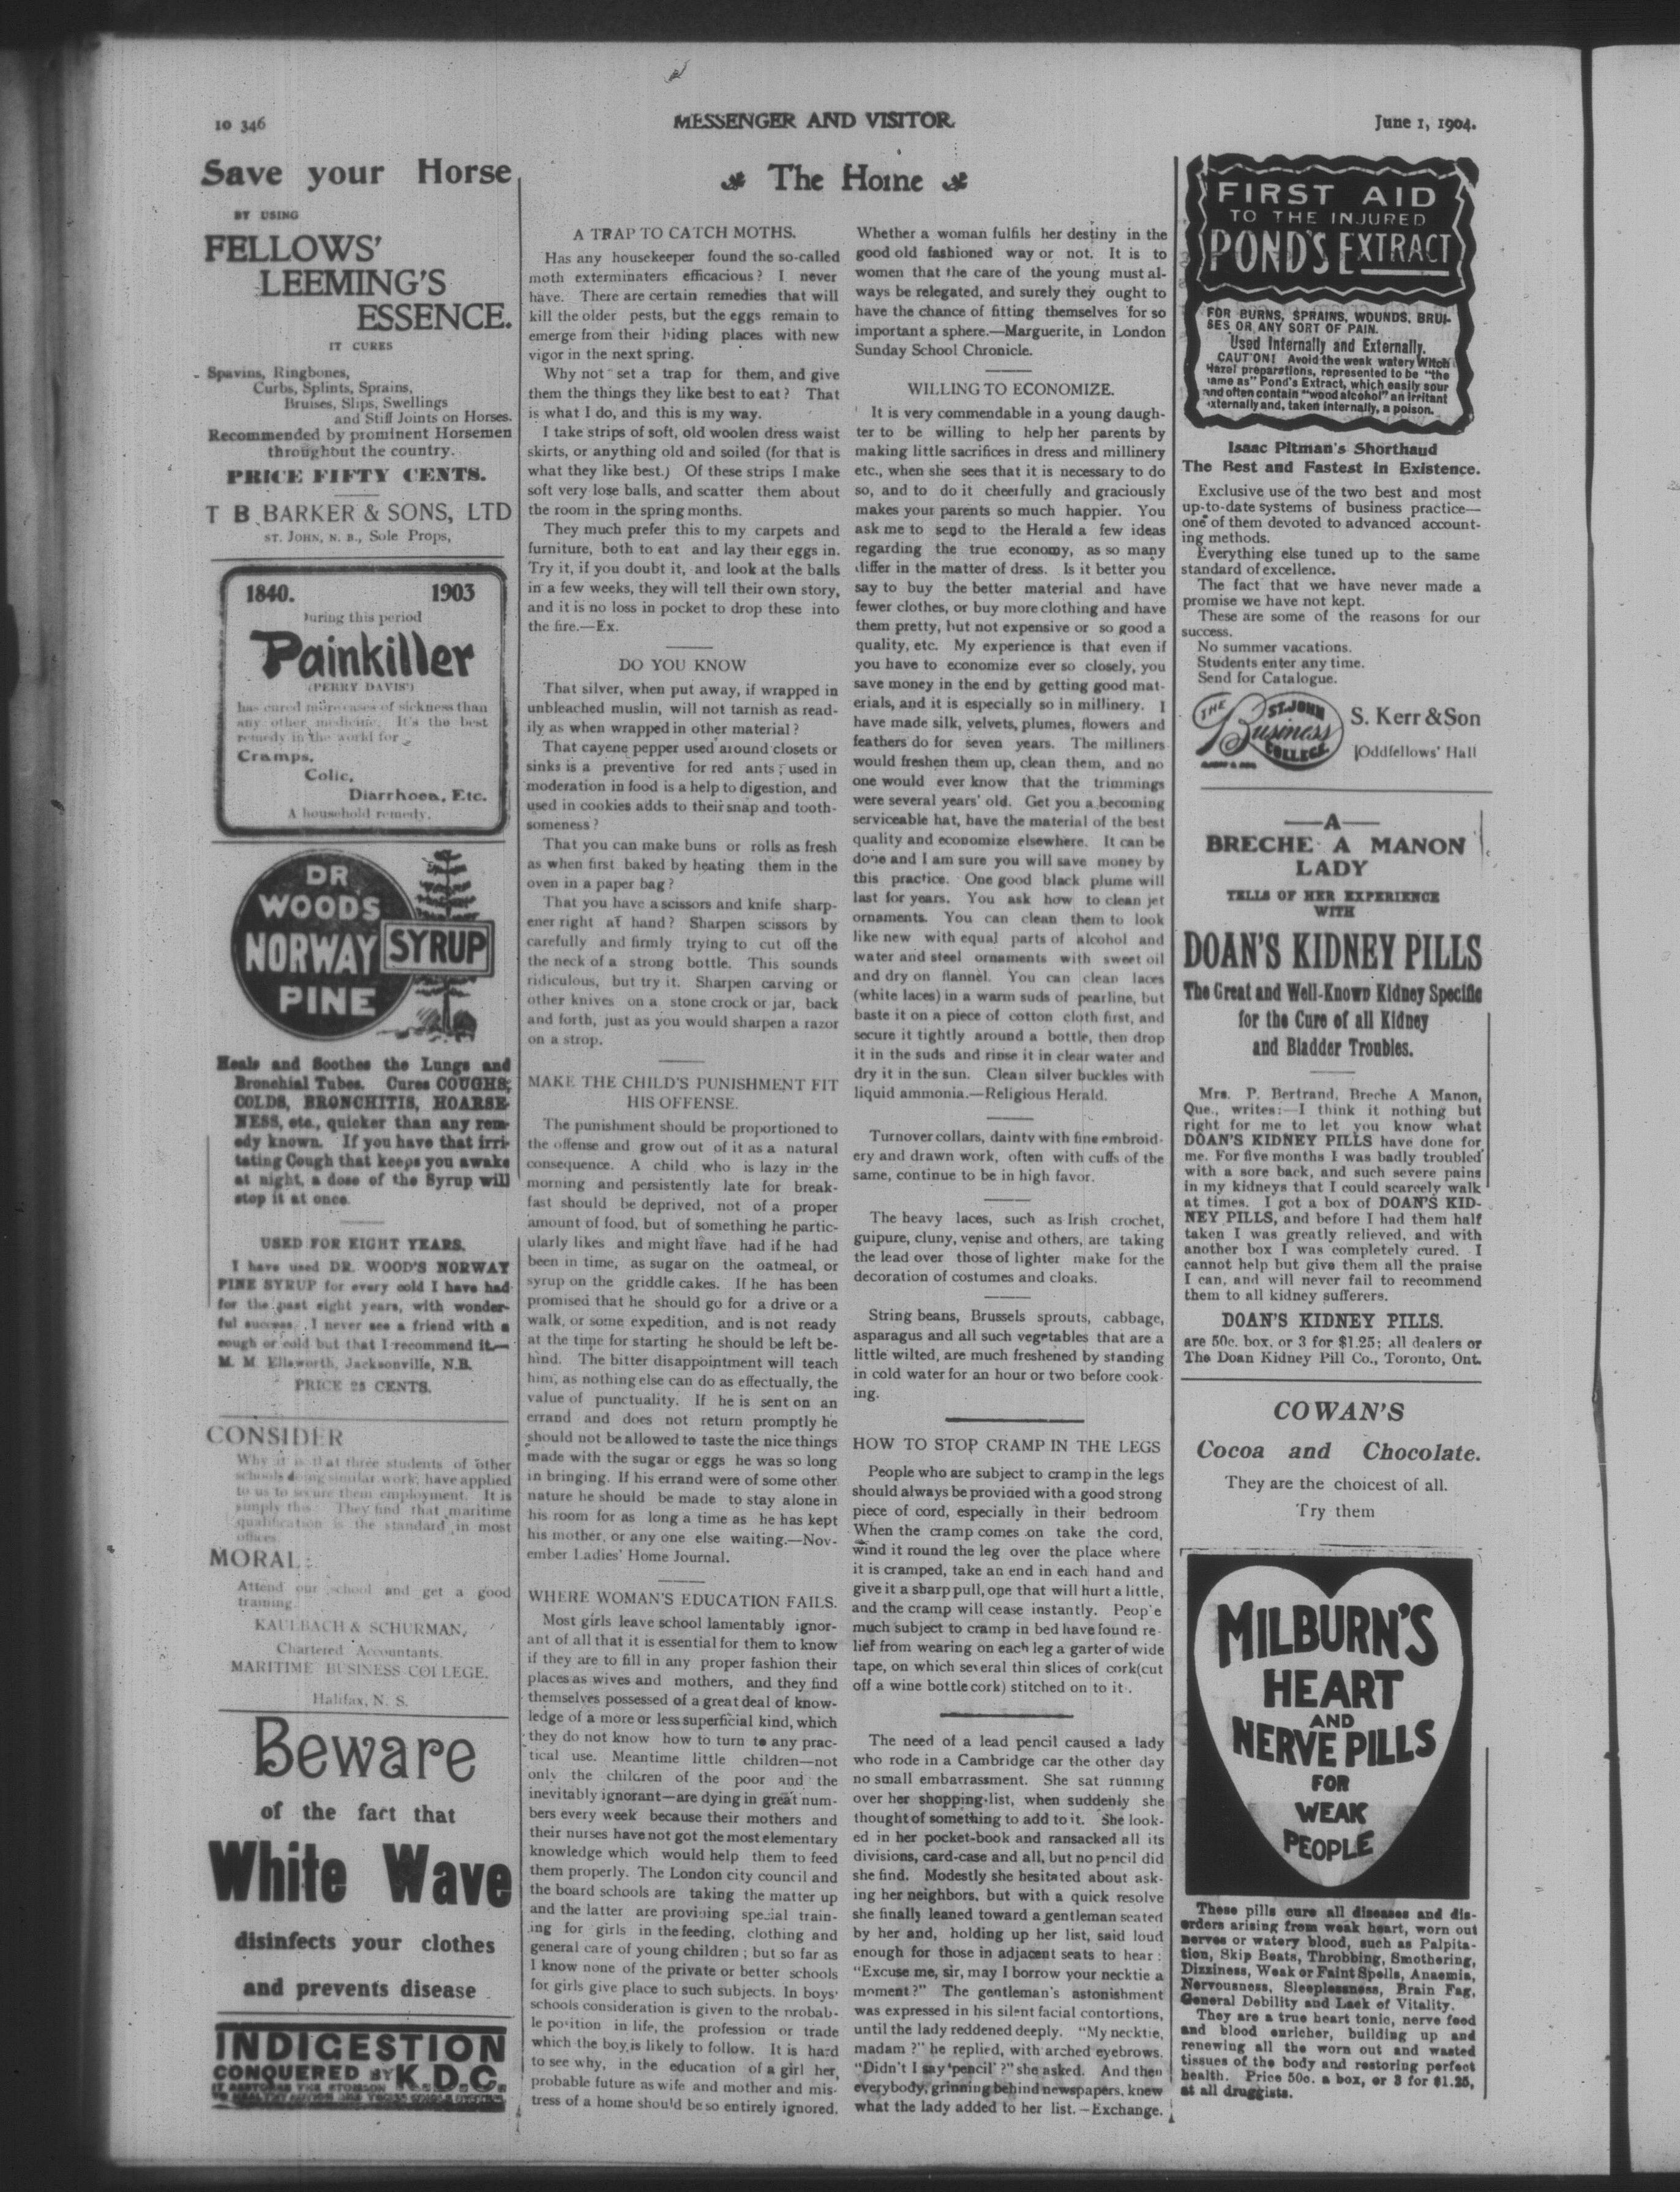 10 346
MESSENGER AND VISITOR
June 1, 1904.
Save your Horse
BY USING
FELLOWS'
LEEMING'S
ESSENCE.
IT CURES
Spavins, Ringbones,
Curbs, Splints, Sprains,
Bruises, Slips, Swellings
and Stiff Joints on Horses.
Recommended by prominent Horsemen
throughout the country.
PRICE FIFTY CENTS.
T B BARKER & SONS, LTD
ST. JOHN, N. B., Sole Props,
1840. 1903
During this period
Painkiller
(PERRY DAVIS')
has cured more cases of sickness than
any other medicine. It's the best
remedy in the world for
Cramps,
Colic,
Diarrhoea, Etc.
A household remedy.
DR
WOODS
NORWAY SYRUP
PINE
Heals and Soothes the Lungs and
Bronchial Tubes. Cures COUGHS,
COLDS, BRONCHITIS, HOARSE-
NESS, etc., quicker than any rem-
edy known. If you have that irri-
tating Cough that keeps you awake
at night, a dose of the Syrup will
stop it at once.
USED FOR EIGHT YEARS.
I have used DR. WOOD'S NORWAY
PINE SYRUP for every cold I have had
for the past eight years, with wonder-
ful success. I never see a friend with a
cough or cold but that I recommend it.—
M. M. Ellsworth, Jacksonville, N.B.
PRICE 25 CENTS.
CONSIDER
Why it is that three students of other
schools doing similar work, have applied
to us to secure them employment. It is
simply this: They find that maritime
qualification is the standard in most
offices.
MORAL:
Attend our school and get a good
training.
KAULBACH & SCHURMAN,
Chartered Accountants.
MARITIME BUSINESS COLLEGE,
Halifax, N. S.
Beware
of the fact that
White Wave
disinfects your clothes
and prevents disease
INDIGESTION
CONQUERED BY K.D.C.
The Home
A TRAP TO CATCH MOTHS.
Has any housekeeper found the so-called
moth exterminaters efficacious? I never
have. There are certain remedies that will
kill the older pests, but the eggs remain to
emerge from their hiding places with new
vigor in the next spring.
Why not set a trap for them, and give
them the things they like best to eat? That
is what I do, and this is my way.
I take strips of soft, old woolen dress waist
skirts, or anything old and soiled (for that is
what they like best.) Of these strips I make
soft very lose balls, and scatter them about
the room in the spring months.
They much prefer this to my carpets and
furniture, both to eat and lay their eggs in.
Try it, if you doubt it, and look at the balls
in a few weeks, they will tell their own story,
and it is no loss in pocket to drop these into
the fire.—Ex.
DO YOU KNOW
That silver, when put away, if wrapped in
unbleached muslin, will not tarnish as read-
ily as when wrapped in other material?
That cayene pepper used around closets or
sinks is a preventive for red ants; used in
moderation in food is a help to digestion, and
used in cookies adds to their snap and tooth-
someness?
That you can make buns or rolls as fresh
as when first baked by heating them in the
oven in a paper bag?
That you have a scissors and knife sharp-
ener right at hand? Sharpen scissors by
carefully and firmly trying to cut off the
the neck of a strong bottle. This sounds
ridiculous, but try it. Sharpen carving or
other knives on a stone crock or jar, back
and forth, just as you would sharpen a razor
on a strop.
MAKE THE CHILD'S PUNISHMENT FIT
HIS OFFENSE.
The punishment should be proportioned to
the offense and grow out of it as a natural
consequence. A child who is lazy in the
morning and persistently late for break-
fast should be deprived, not of a proper
amount of food, but of something he partic-
ularly likes and might have had if he had
been in time, as sugar on the oatmeal, or
syrup on the griddle cakes. If he has been
promised that he should go for a drive or a
walk, or some expedition, and is not ready
at the time for starting he should be left be-
hind. The bitter disappointment will teach
him, as nothing else can do as effectually, the
value of punctuality. If he is sent on an
errand and does not return promptly he
should not be allowed to taste the nice things
made with the sugar or eggs he was so long
in bringing. If his errand were of some other
nature he should be made to stay alone in
his room for as long a time as he has kept
his mother, or any one else waiting.—Nov-
ember Ladies' Home Journal.
WHERE WOMAN'S EDUCATION FAILS.
Most girls leave school lamentably ignor-
ant of all that it is essential for them to know
if they are to fill in any proper fashion their
places as wives and mothers, and they find
themselves possessed of a great deal of know-
ledge of a more or less superficial kind, which
they do not know how to turn to any prac-
tical use. Meantime little children—not
only the children of the poor and the
inevitably ignorant—are dying in great num-
bers every week because their mothers and
their nurses have not got the most elementary
knowledge which would help them to feed
them properly. The London city council and
the board schools are taking the matter up
and the latter are providing special train-
ing for girls in the feeding, clothing and
general care of young children; but so far as
I know none of the private or better schools
for girls give place to such subjects. In boys'
schools consideration is given to the probab-
le position in life, the profession or trade
which the boy is likely to follow. It is hard
to see why, in the education of a girl her,
probable future as wife and mother and mis-
tress of a home should be so entirely ignored.
Whether a woman fulfils her destiny in the
good old fashioned way or not. It is to
women that the care of the young must al-
ways be relegated, and surely they ought to
have the chance of fitting themselves for so
important a sphere.—Marguerite, in London
Sunday School Chronicle.
WILLING TO ECONOMIZE.
It is very commendable in a young daugh-
ter to be willing to help her parents by
making little sacrifices in dress and millinery
etc., when she sees that it is necessary to do
so, and to do it cheerfully and graciously
makes your parents so much happier. You
ask me to send to the Herald a few ideas
regarding the true economy, as so many
differ in the matter of dress. Is it better you
say to buy the better material and have
fewer clothes, or buy more clothing and have
them pretty, but not expensive or so good a
quality, etc. My experience is that even if
you have to economize ever so closely, you
save money in the end by getting good mat-
erials, and it is especially so in millinery. I
have made silk, velvets, plumes, flowers and
feathers do for seven years. The milliners
would freshen them up, clean them, and no
one would ever know that the trimmings
were several years' old. Get you a becoming
serviceable hat, have the material of the best
quality and economize elsewhere. It can be
done and I am sure you will save money by
this practice. One good black plume will
last for years. You ask how to clean jet
ornaments. You can clean them to look
like new with equal parts of alcohol and
water and steel ornaments with sweet oil
and dry on flannel. You can clean laces
(white laces) in a warm suds of pearline, but
baste it on a piece of cotton cloth first, and
secure it tightly around a bottle, then drop
it in the suds and rinse it in clear water and
dry it in the sun. Clean silver buckles with
liquid ammonia.—Religious Herald.
Turnover collars, dainty with fine embroid-
ery and drawn work, often with cuffs of the
same, continue to be in high favor.
The heavy laces, such as Irish crochet,
guipure, cluny, venise and others, are taking
the lead over those of lighter make for the
decoration of costumes and cloaks.
String beans, Brussels sprouts, cabbage,
asparagus and all such vegetables that are a
little wilted, are much freshened by standing
in cold water for an hour or two before cook-
ing.
HOW TO STOP CRAMP IN THE LEGS
People who are subject to cramp in the legs
should always be provided with a good strong
piece of cord, especially in their bedroom
When the cramp comes on take the cord,
wind it round the leg over the place where
it is cramped, take an end in each hand and
give it a sharp pull, one that will hurt a little,
and the cramp will cease instantly. People
much subject to cramp in bed have found re-
lief from wearing on each leg a garter of wide
tape, on which several thin slices of cork(cut
off a wine bottle cork) stitched on to it.
The need of a lead pencil caused a lady
who rode in a Cambridge car the other day
no small embarrassment. She sat running
over her shopping-list, when suddenly she
thought of something to add to it. She look-
ed in her pocket-book and ransacked all its
divisions, card-case and all, but no pencil did
she find. Modestly she hesitated about ask-
ing her neighbors, but with a quick resolve
she finally leaned toward a gentleman seated
by her and, holding up her list, said loud
enough for those in adjacent seats to hear:
"Excuse me, sir, may I borrow your necktie a
moment?" The gentleman's astonishment
was expressed in his silent facial contortions,
until the lady reddened deeply. "My necktie,
madam?" he replied, with arched eyebrows.
"Didn't I say 'pencil'?" she asked. And then
everybody, grinning behind newspapers, knew
what the lady added to her list.—Exchange.
FIRST AID
TO THE INJURED
POND'S EXTRACT
FOR BURNS, SPRAINS, WOUNDS, BRUI-
SES OR ANY SORT OF PAIN.
Used Internally and Externally.
CAUTION! Avoid the weak watery Witch
Hazel preparations, represented to be "the
same as" Pond's Extract, which easily sour
and often contain "wood alcohol" an irritant
externally and, taken internally, a poison.
Isaac Pitman's Shorthaud
The Best and Fastest in Existence.
Exclusive use of the two best and most
up-to-date systems of business practice—
one of them devoted to advanced account-
ing methods.
Everything else tuned up to the same
standard of excellence.
The fact that we have never made a
promise we have not kept.
These are some of the reasons for our
success.
No summer vacations.
Students enter any time.
Send for Catalogue.
THE
ST. JOHN
Business
COLLEGE
S. Kerr & Son
Oddfellows' Hall
—A—
BRECHE A MANON
LADY
TELLS OF HER EXPERIENCE
WITH
DOAN'S KIDNEY PILLS
The Great and Well-Known Kidney Specific
for the Cure of all Kidney
and Bladder Troubles.
Mrs. P. Bertrand, Breche A Manon,
Que., writes:—I think it nothing but
right for me to let you know what
DOAN'S KIDNEY PILLS have done for
me. For five months I was badly troubled
with a sore back, and such severe pains
in my kidneys that I could scarcely walk
at times. I got a box of DOAN'S KID-
NEY PILLS, and before I had them half
taken I was greatly relieved, and with
another box I was completely cured. I
cannot help but give them all the praise
I can, and will never fail to recommend
them to all kidney sufferers.
DOAN'S KIDNEY PILLS.
are 50c. box, or 3 for $1.25; all dealers or
The Doan Kidney Pill Co., Toronto, Ont.
COWAN'S
Cocoa and Chocolate.
They are the choicest of all.
Try them
MILBURN'S
HEART
AND
NERVE PILLS
FOR
WEAK
PEOPLE
These pills cure all diseases and dis-
orders arising from weak heart, worn out
nerves or watery blood, such as Palpita-
tion, Skip Beats, Throbbing, Smothering,
Dizziness, Weak or Faint Spells, Anaemia,
Nervousness, Sleeplessness, Brain Fag,
General Debility and Lack of Vitality.
They are a true heart tonic, nerve food
and blood enricher, building up and
renewing all the worn out and wasted
tissues of the body and restoring perfect
health. Price 50c. a box, or 3 for $1.25,
at all druggists.